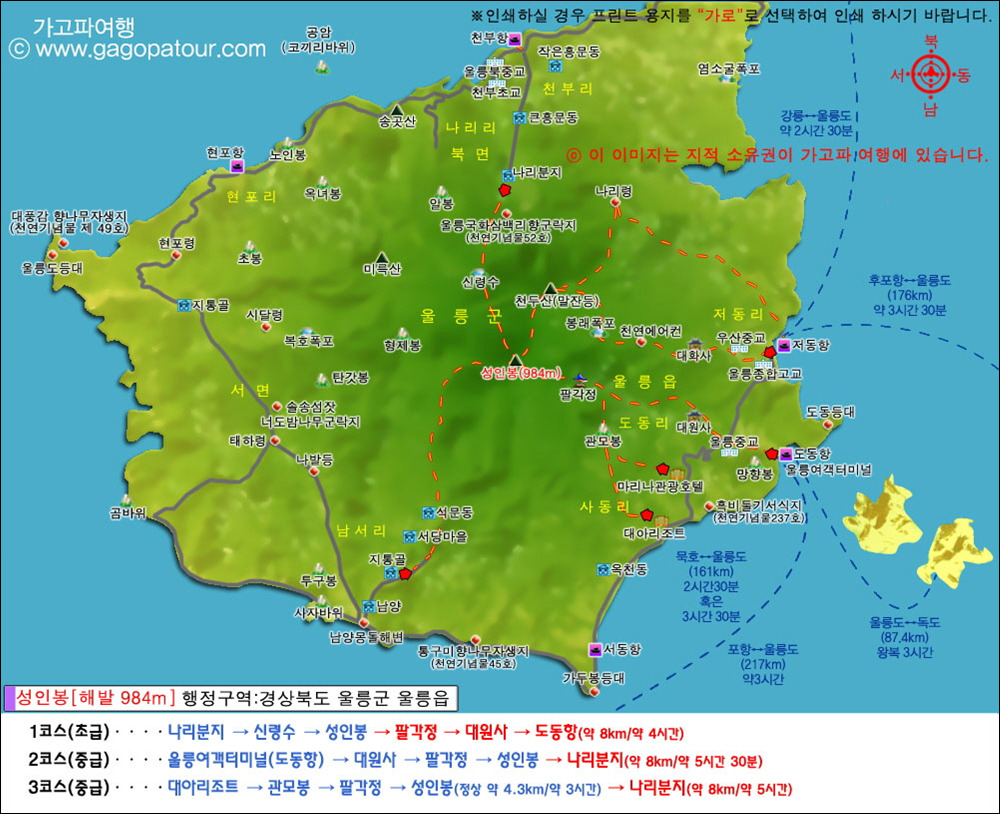 가고파여행
© www.gagopatour.com
※인쇄하실 경우 프린트 용지를 "가로"로 선택하여 인쇄 하시기 바랍니다.
북
서 동
남
ⓒ 이 이미지는 지적 소유권이 가고파 여행에 있습니다.
공암
(코끼리바위)
천부항
작은홍문동
울릉북중교
천부초교
천부리
염소굴폭포
송곳산
큰홍문동
나리리
북면
강릉↔울릉도
약 2시간 30분
현포항
노인봉
나리분지
현포리
옥녀봉
알봉
나리령
울릉국화섬백리향군락지
(천연기념물52호)
대풍감 향나무자생지
(천연기념물 제 49호)
울릉도등대
현포령
초봉
미륵산
신령수
천두산(말잔등)
후포항↔울릉도
(176km)
약 3시간 30분
지통골
시달령
울릉군
봉래폭포
천연에어컨
저동리
우산중교
저동항
복호폭포
형제봉
대화사
울릉종합고교
성인봉(984m)
탄갓봉
팔각정
울릉읍
서면
솔송섬잣
너도밤나무군락지
도동리
대원사
도동등대
태하령
관모봉
울릉중교
도동항
울릉여객터미널
망향봉
나발등
마리나관광호텔
곰바위
사동리
흑비둘기서식지
(천연기념물237호)
대아리조트
석문동
남서리
서당마을
지통골
옥천동
묵호↔울릉도
(161km)
2시간30분
혹은
3시간 30분
투구봉
사자바위
남양
남양몽돌해변
통구미향나무자생지
(천연기념물45호)
서동항
가두봉등대
포항↔울릉도
(217km)
약3시간
울릉도↔독도
(87.4km)
왕복 3시간
성인봉[해발 984m] 행정구역:경상북도 울릉군 울릉읍
1코스(초급) · · · · 나리분지 → 신령수 → 성인봉 → 팔각정 → 대원사 → 도동항(약 8km/약 4시간)
2코스(중급) · · · · 울릉여객터미널(도동항) → 대원사 → 팔각정 → 성인봉 → 나리분지(약 8km/약 5시간 30분)
3코스(중급) · · · · 대아리조트 → 관모봉 → 팔각정 → 성인봉(정상 약 4.3km/약 3시간) → 나리분지(약 8km/약 5시간)